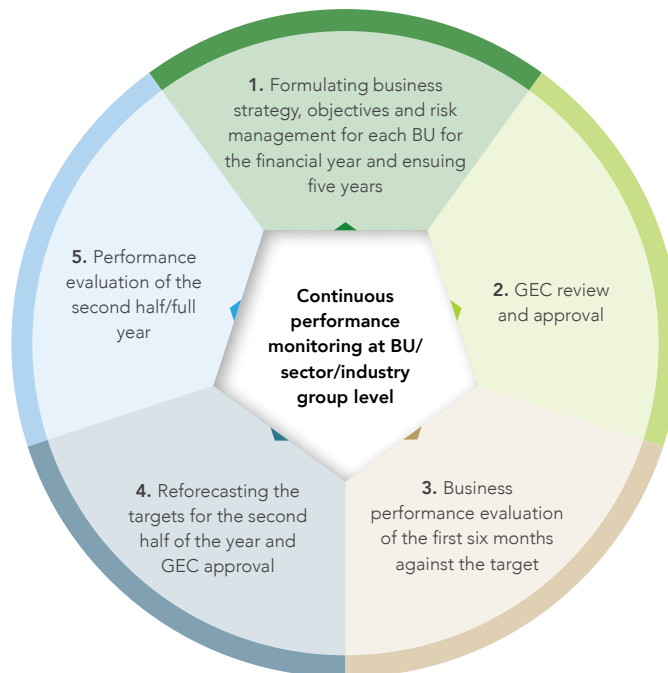 1. Formulating business
strategy, objectives and risk
management for each BU for
the financial year and ensuing
five years
2. GEC review
and approval
3. Business
performance evaluation
of the first six months
against the target
4. Reforecasting the
targets for the second
half of the year and
GEC approval
5. Performance
evaluation of the
second half/full
year
Continuous
performance
monitoring at BU/
sector/industry
group level